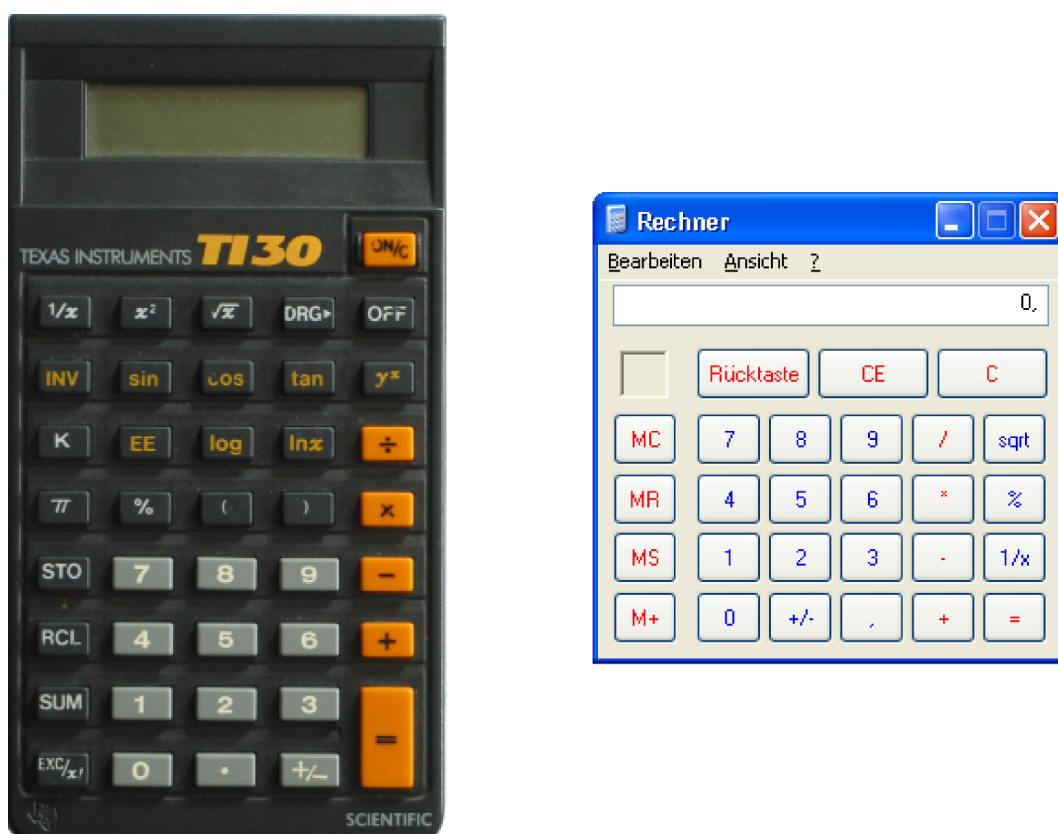 TEXAS INSTRUMENTS TI30 ON/C
1/x x² √x DRG▸ OFF
INV sin cos tan yˣ
K EE log lnx ÷
π % ( ) ×
STO 7 8 9 −
RCL 4 5 6 +
SUM 1 2 3
=
EXC/x! 0 . +/−
SCIENTIFIC
Rechner
Bearbeiten Ansicht ?
0,
Rücktaste CE C
MC 7 8 9 / sqrt
MR 4 5 6 * %
MS 1 2 3 - 1/x
M+ 0 +/- , + =